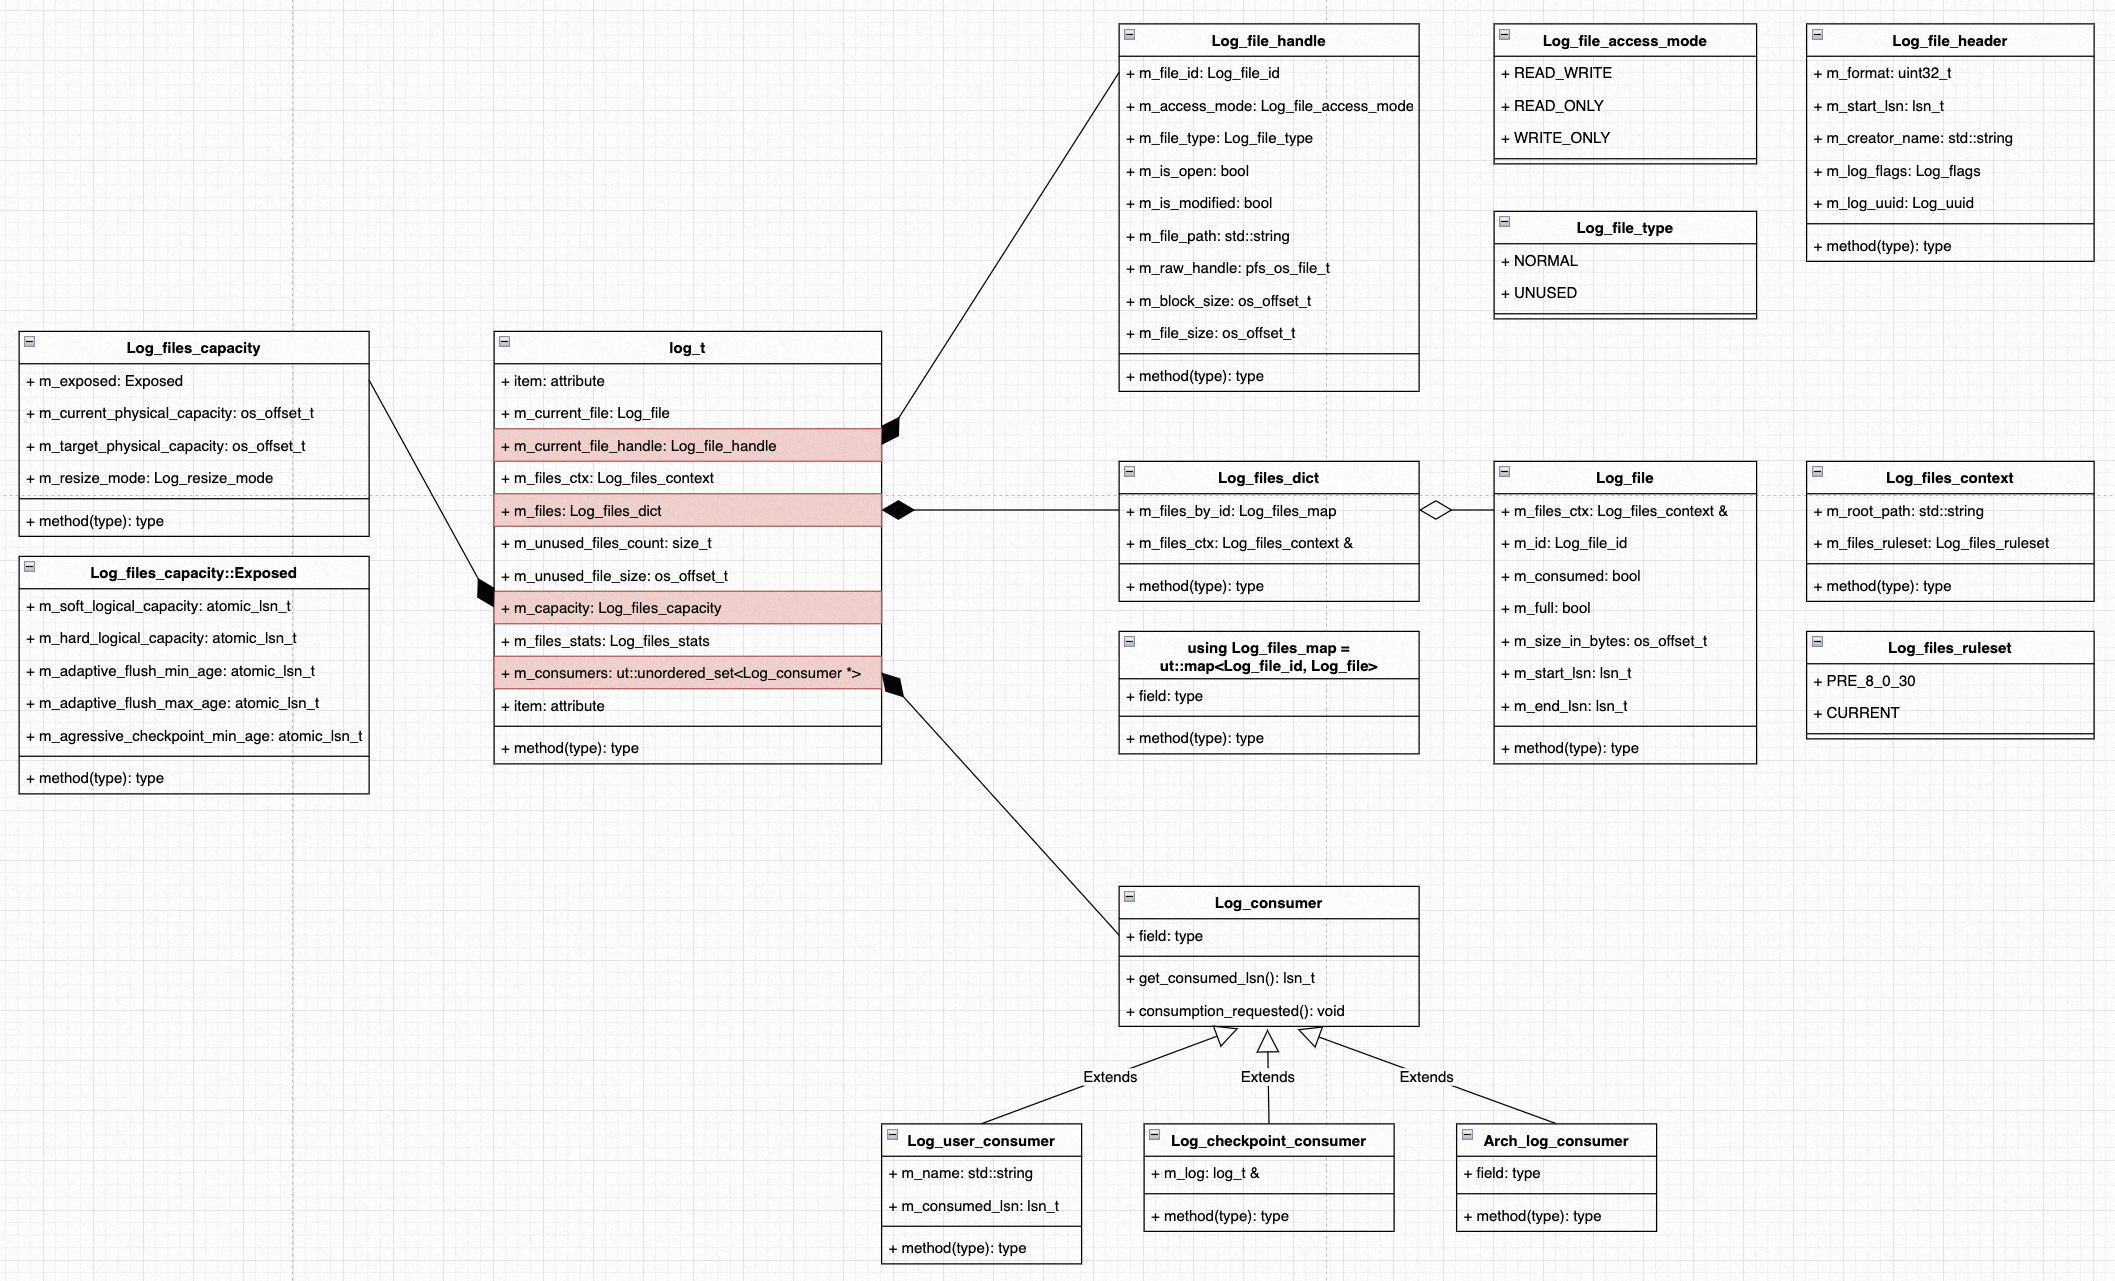 Log_file_handle
+ m_file_id: Log_file_id
+ m_access_mode: Log_file_access_mode
+ m_file_type: Log_file_type
+ m_is_open: bool
+ m_is_modified: bool
+ m_file_path: std::string
+ m_raw_handle: pfs_os_file_t
+ m_block_size: os_offset_t
+ m_file_size: os_offset_t
+ method(type): type
Log_file_access_mode
+ READ_WRITE
+ READ_ONLY
+ WRITE_ONLY
Log_file_type
+ NORMAL
+ UNUSED
Log_file_header
+ m_format: uint32_t
+ m_start_lsn: lsn_t
+ m_creator_name: std::string
+ m_log_flags: Log_flags
+ m_log_uuid: Log_uuid
+ method(type): type
Log_files_capacity
+ m_exposed: Exposed
+ m_current_physical_capacity: os_offset_t
+ m_target_physical_capacity: os_offset_t
+ m_resize_mode: Log_resize_mode
+ method(type): type
Log_files_capacity::Exposed
+ m_soft_logical_capacity: atomic_lsn_t
+ m_hard_logical_capacity: atomic_lsn_t
+ m_adaptive_flush_min_age: atomic_lsn_t
+ m_adaptive_flush_max_age: atomic_lsn_t
+ m_agressive_checkpoint_min_age: atomic_lsn_t
+ method(type): type
log_t
+ item: attribute
+ m_current_file: Log_file
+ m_current_file_handle: Log_file_handle
+ m_files_ctx: Log_files_context
+ m_files: Log_files_dict
+ m_unused_files_count: size_t
+ m_unused_file_size: os_offset_t
+ m_capacity: Log_files_capacity
+ m_files_stats: Log_files_stats
+ m_consumers: ut::unordered_set<Log_consumer *>
+ item: attribute
+ method(type): type
Log_files_dict
+ m_files_by_id: Log_files_map
+ m_files_ctx: Log_files_context &
+ method(type): type
using Log_files_map =
ut::map<Log_file_id, Log_file>
+ field: type
+ method(type): type
Log_file
+ m_files_ctx: Log_files_context &
+ m_id: Log_file_id
+ m_consumed: bool
+ m_full: bool
+ m_size_in_bytes: os_offset_t
+ m_start_lsn: lsn_t
+ m_end_lsn: lsn_t
+ method(type): type
Log_files_context
+ m_root_path: std::string
+ m_files_ruleset: Log_files_ruleset
+ method(type): type
Log_files_ruleset
+ PRE_8_0_30
+ CURRENT
Log_consumer
+ field: type
+ get_consumed_lsn(): lsn_t
+ consumption_requested(): void
Extends
Extends
Extends
Log_user_consumer
+ m_name: std::string
+ m_consumed_lsn: lsn_t
+ method(type): type
Log_checkpoint_consumer
+ m_log: log_t &
+ method(type): type
Arch_log_consumer
+ field: type
+ method(type): type